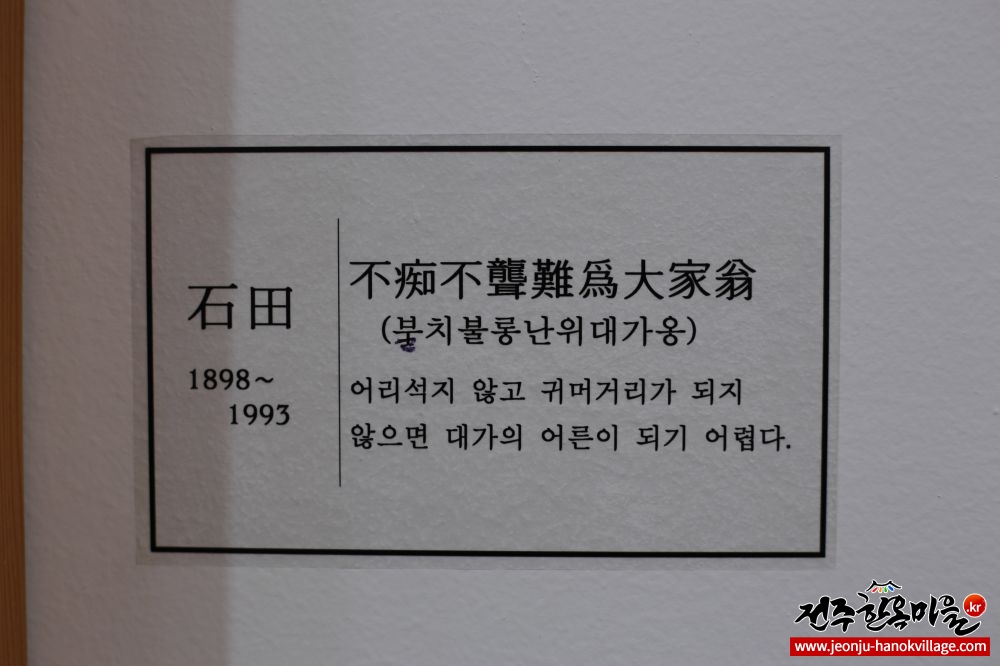 石田
1898~
1993
不痴不聾難爲大家翁
(불치불롱난위대가옹)
어리석지 않고 귀머거리가 되지
않으면 대가의 어른이 되기 어렵다.
전주한옥마을.kr
www.jeonju-hanokvillage.com